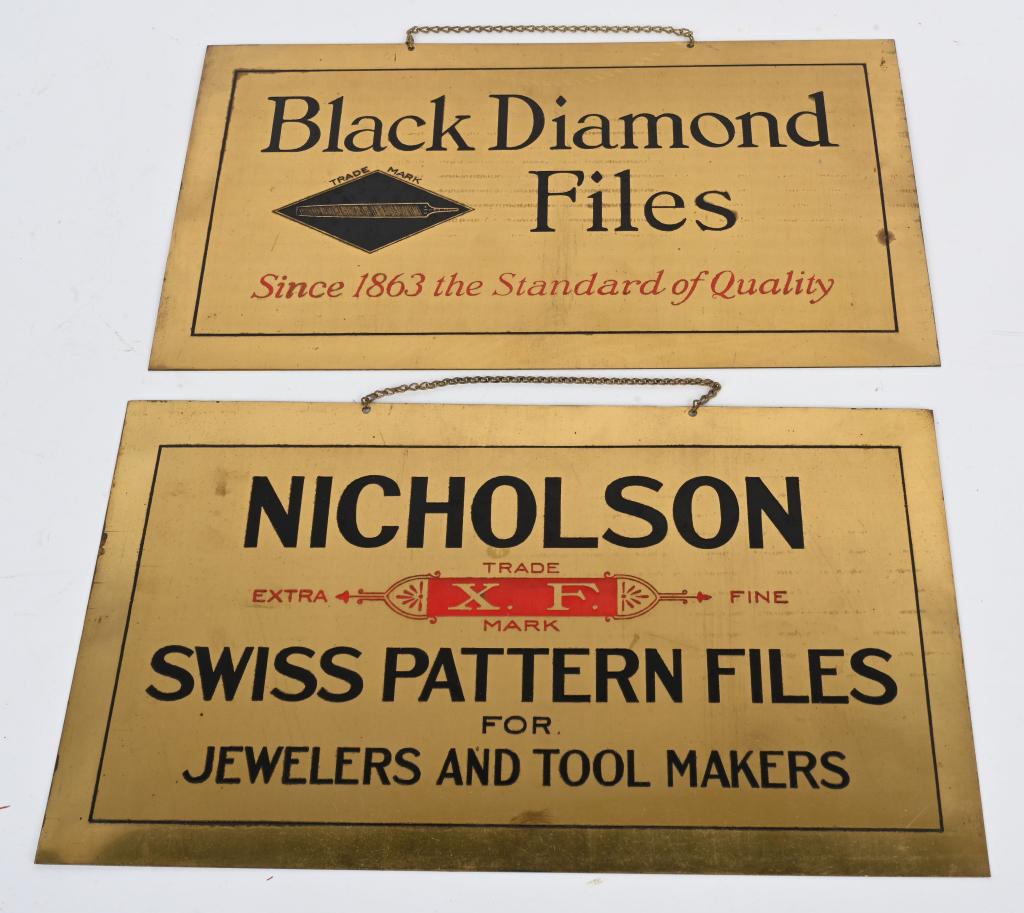 Black Diamond
TRADE MARK
Files
Since 1863 the Standard of Quality
NICHOLSON
TRADE
EXTRA X. F. FINE
MARK
SWISS PATTERN FILES
FOR
JEWELERS AND TOOL MAKERS